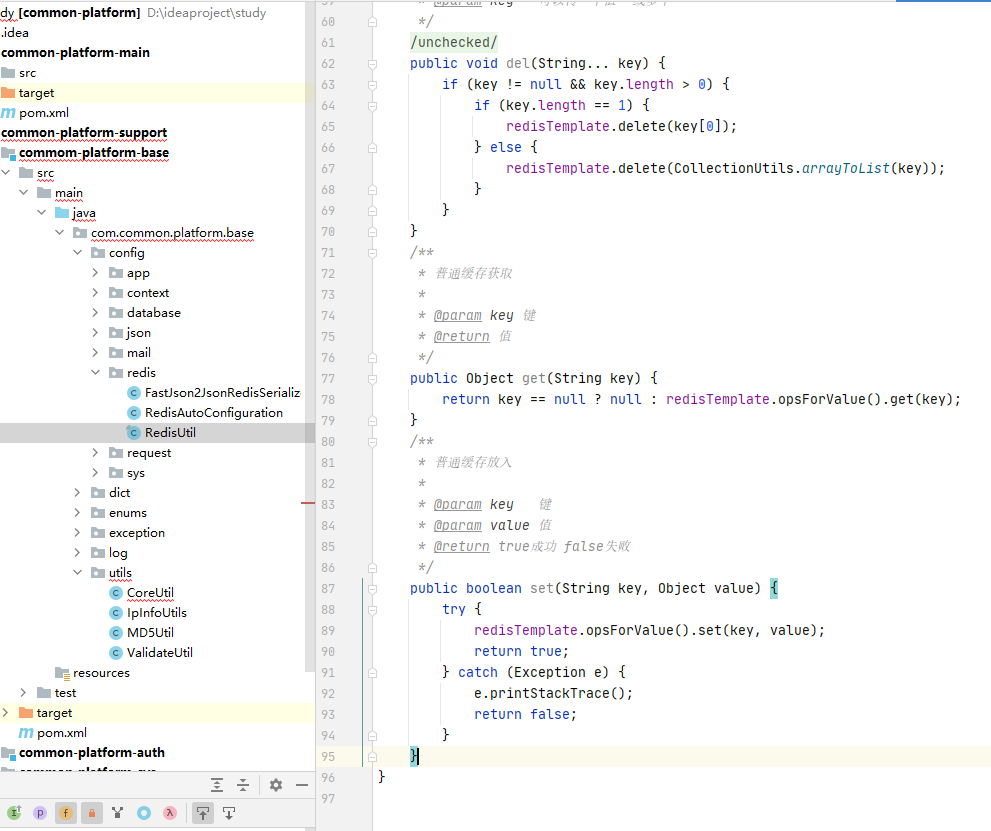 dy [common-platform] D:\ideaproject\study
.idea
common-platform-main
src
target
pom.xml
common-platform-support
commom-platform-base
src
main
java
com.common.platform.base
config
app
context
database
json
mail
redis
FastJson2JsonRedisSerializ
RedisAutoConfiguration
RedisUtil
request
sys
dict
enums
exception
log
utils
CoreUtil
IpInfoUtils
MD5Util
ValidateUtil
resources
test
target
pom.xml
common-platform-auth
60 */
61 /unchecked/
62 public void del(String... key) {
63 if (key != null && key.length > 0) {
64 if (key.length == 1) {
65 redisTemplate.delete(key[0]);
66 } else {
67 redisTemplate.delete(CollectionUtils.arrayToList(key));
68 }
69 }
70 }
71 /**
72 * 普通缓存获取
73 *
74 * @param key 键
75 * @return 值
76 */
77 public Object get(String key) {
78 return key == null ? null : redisTemplate.opsForValue().get(key);
79 }
80 /**
81 * 普通缓存放入
82 *
83 * @param key 键
84 * @param value 值
85 * @return true成功 false失败
86 */
87 public boolean set(String key, Object value) {
88 try {
89 redisTemplate.opsForValue().set(key, value);
90 return true;
91 } catch (Exception e) {
92 e.printStackTrace();
93 return false;
94 }
95 }
96 }
97